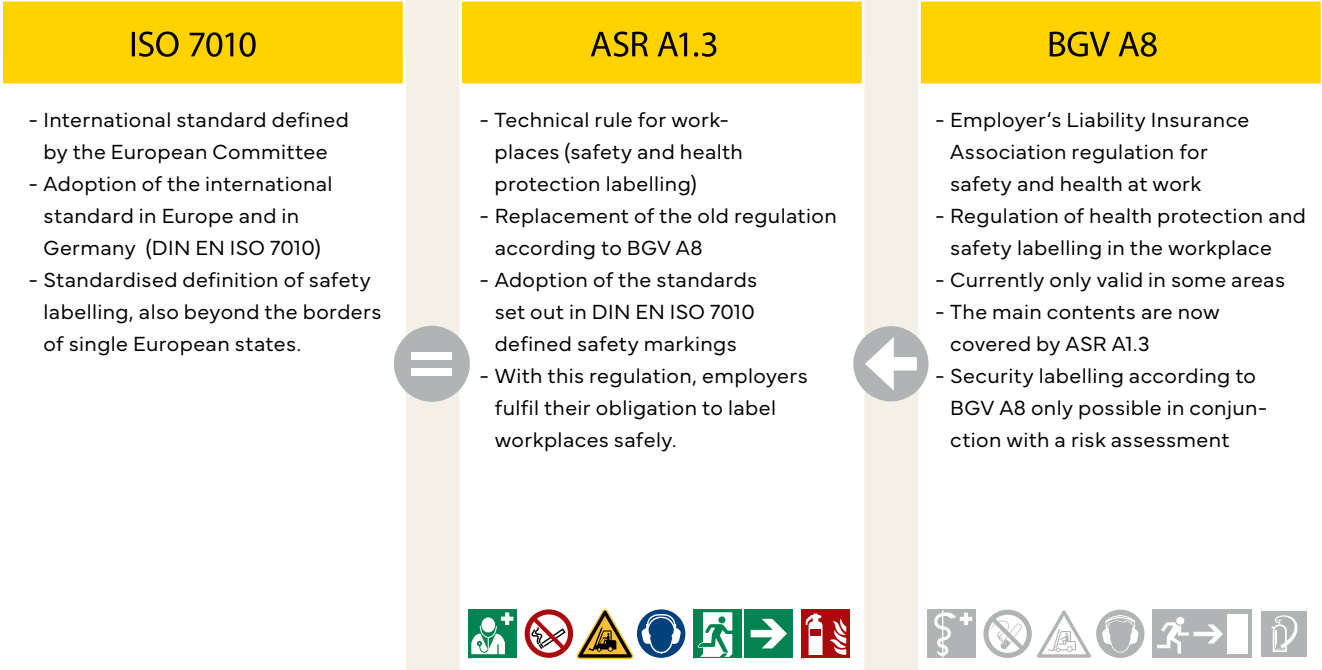 ISO 7010
- International standard defined
by the European Committee
- Adoption of the international
standard in Europe and in
Germany  (DIN EN ISO 7010)
- Standardised definition of safety
labelling, also beyond the borders
of single European states.
ASR A1.3
- Technical rule for work-
places (safety and health
protection labelling)
- Replacement of the old regulation
according to BGV A8
- Adoption of the standards
set out in DIN EN ISO 7010
defined safety markings
- With this regulation, employers
fulfil their obligation to label
workplaces safely.
BGV A8
- Employer‘s Liability Insurance
Association regulation for
safety and health at work
- Regulation of health protection and
safety labelling in the workplace
- Currently only valid in some areas
- The main contents are now
covered by ASR A1.3
- Security labelling according to
BGV A8 only possible in conjun-
ction with a risk assessment